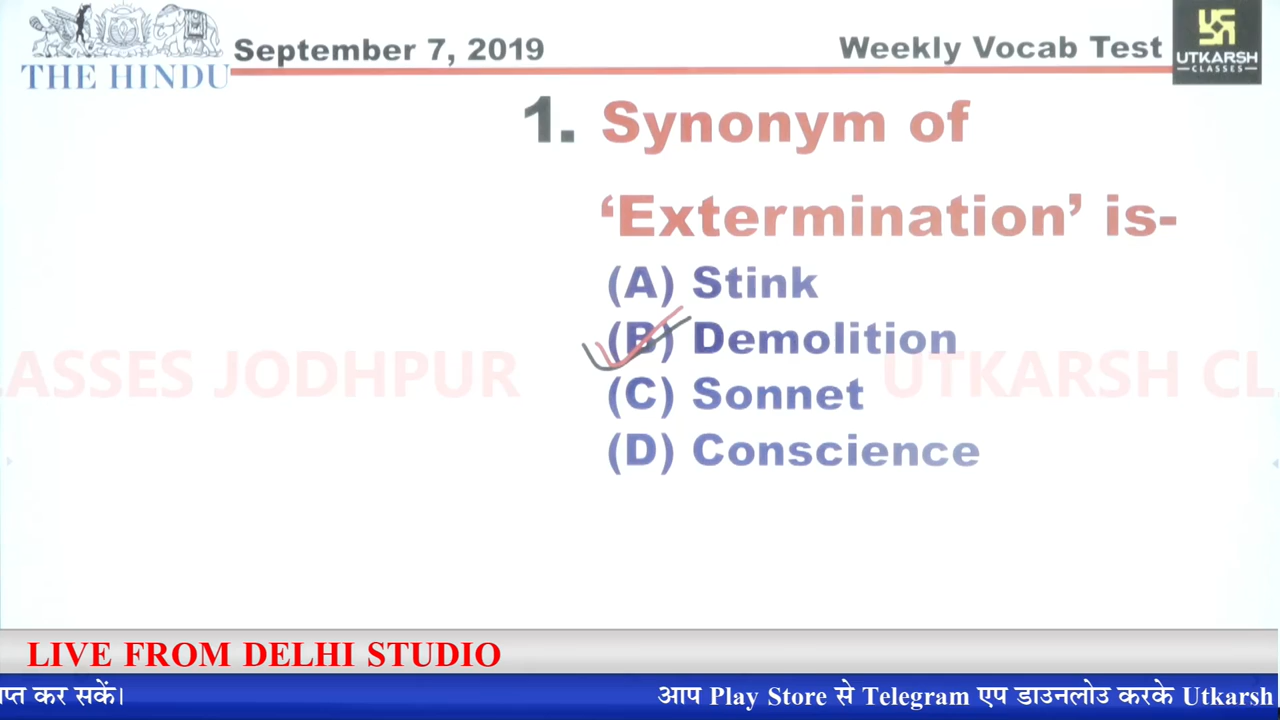 THE HINDU
September 7, 2019
Weekly Vocab Test
UTKARSH
CLASSES
1. Synonym of
‘Extermination’ is-
(A) Stink
(B) Demolition
(C) Sonnet
(D) Conscience
CLASSES JODHPUR
UTKARSH CL
LIVE FROM DELHI STUDIO
प्त कर सकें।
आप Play Store से Telegram एप डाउनलोउ करके Utkarsh